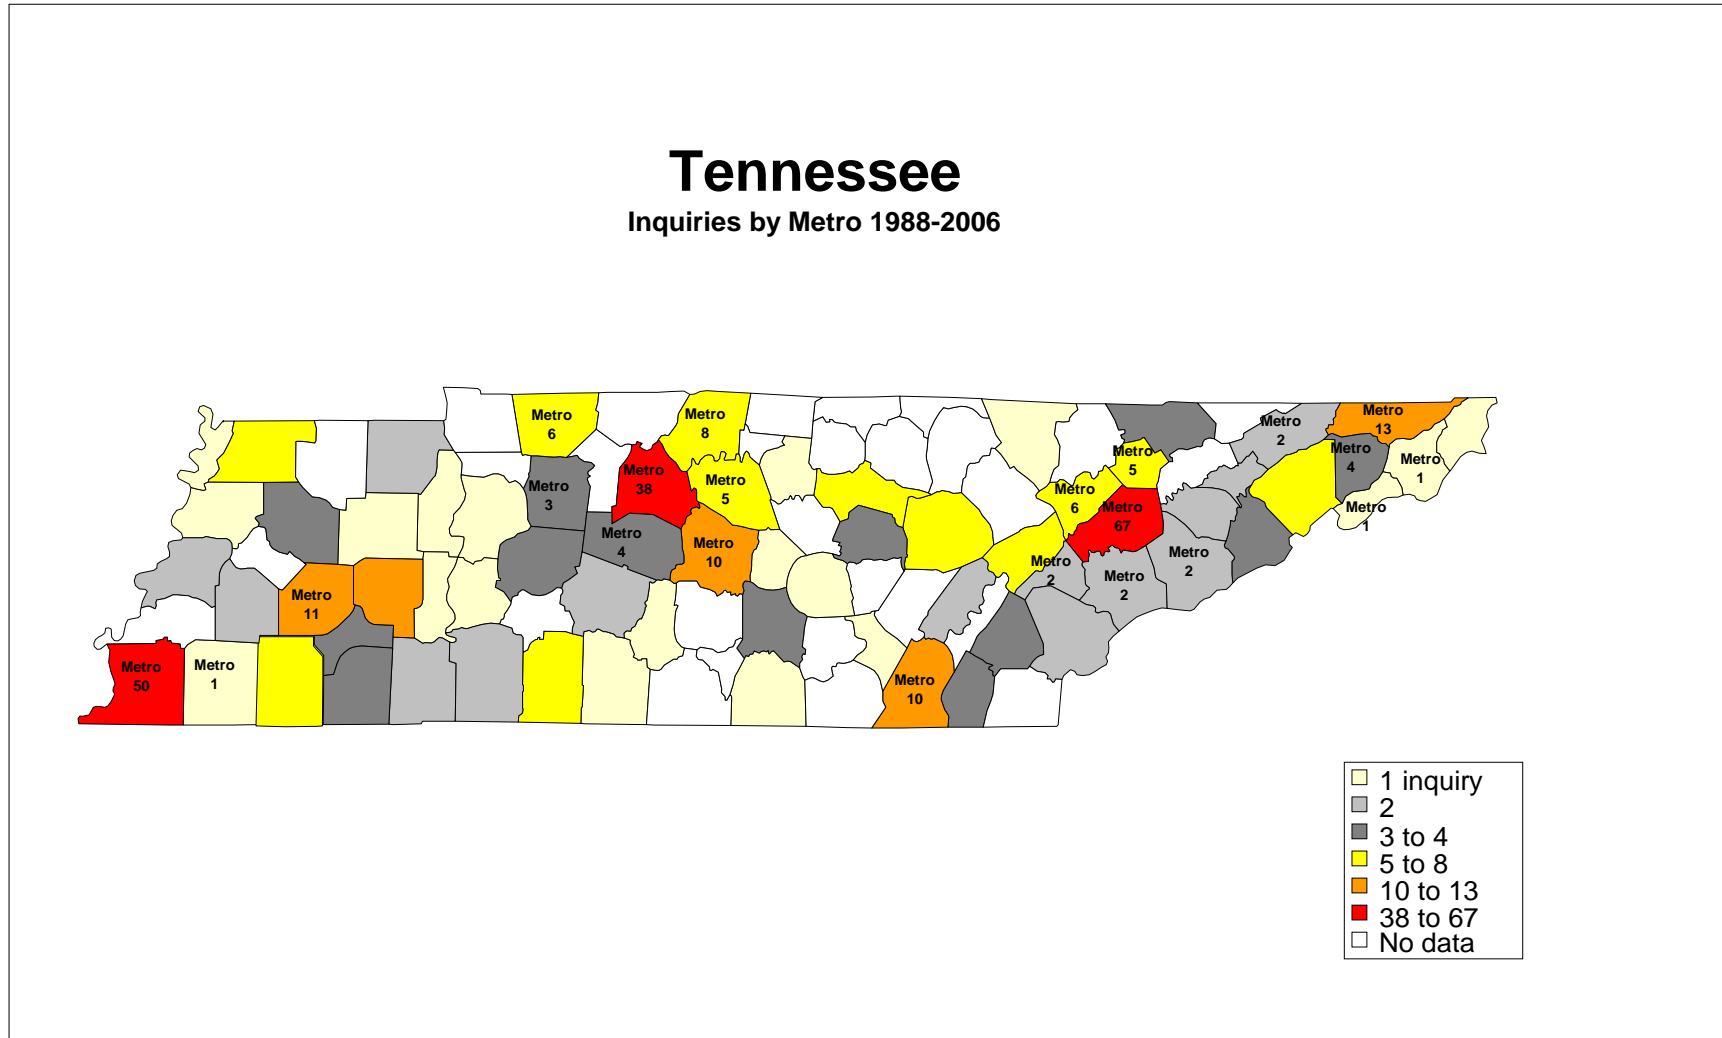 Tennessee
Inquiries by Metro 1988-2006
Metro
6
Metro
8
Metro
13
Metro
2
Metro
4
Metro
5
Metro
1
Metro
38
Metro
5
Metro
3
Metro
6
Metro
67
Metro
1
Metro
4
Metro
10
Metro
2
Metro
2
Metro
2
Metro
11
Metro
50
Metro
1
Metro
10
1 inquiry
2
3 to 4
5 to 8
10 to 13
38 to 67
No data